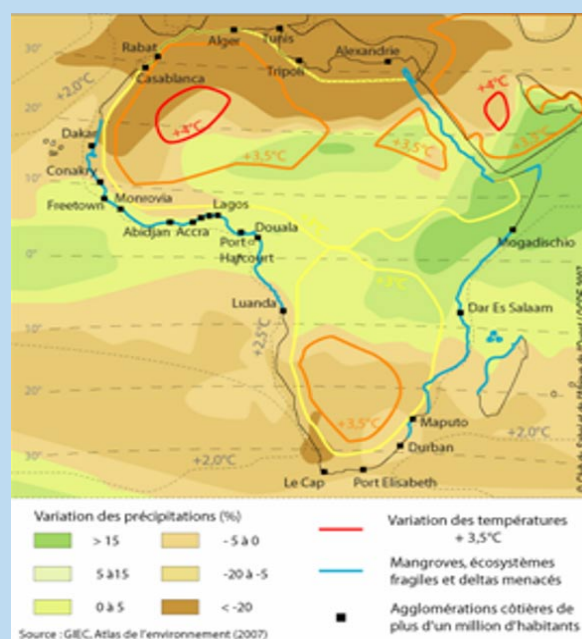 30°
Alger
Tunis
Rabat
Alexandrie
Tripoli
Casablanca
+2,0°C
20°
+4°C
Dakar
+3,5°C
+3,5°C
+3,5°C
10°
Conakry
Freetown
Monrovia
Lagos
Abidjan
Accra
Douala
Port
Harcourt
Mogadischio
0°
+3°C
Luanda
Dar Es Salaam
10°
+2,5°C
20°
+3,5°C
Maputo
+2,0°C
30°
+2,0°C
Durban
Le Cap
Port Elisabeth
Variation des précipitations (%)
> 15
- 5 à 0
5 à15
-20 à -5
0 à 5
< -20
Variation des températures
+ 3,5°C
Mangroves, écosystèmes
fragiles et deltas menacés
Agglomérations côtières de
plus d'un million d'habitants
Source : GIEC, Atlas de l'environnement (2007)